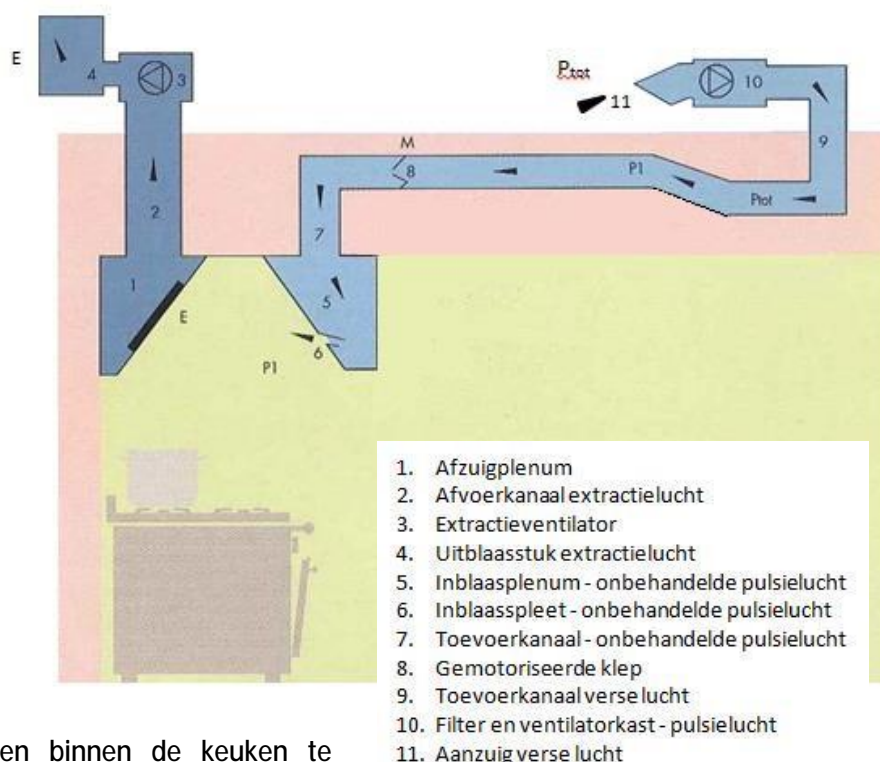 E
4
3
P_tot
11
10
9
M
8
P1
Ptot
2
7
1
E
5
6
P1
1. Afzuigplenum
2. Afvoerkanaal extractielucht
3. Extractieventilator
4. Uitblaasstuk extractielucht
5. Inblaasplenum - onbehandelde pulsielucht
6. Inblaasspleet - onbehandelde pulsielucht
7. Toevoerkanaal - onbehandelde pulsielucht
8. Gemotoriseerde klep
9. Toevoerkanaal verse lucht
10. Filter en ventilatorkast - pulsielucht
11. Aanzuig verse lucht
en binnen de keuken te